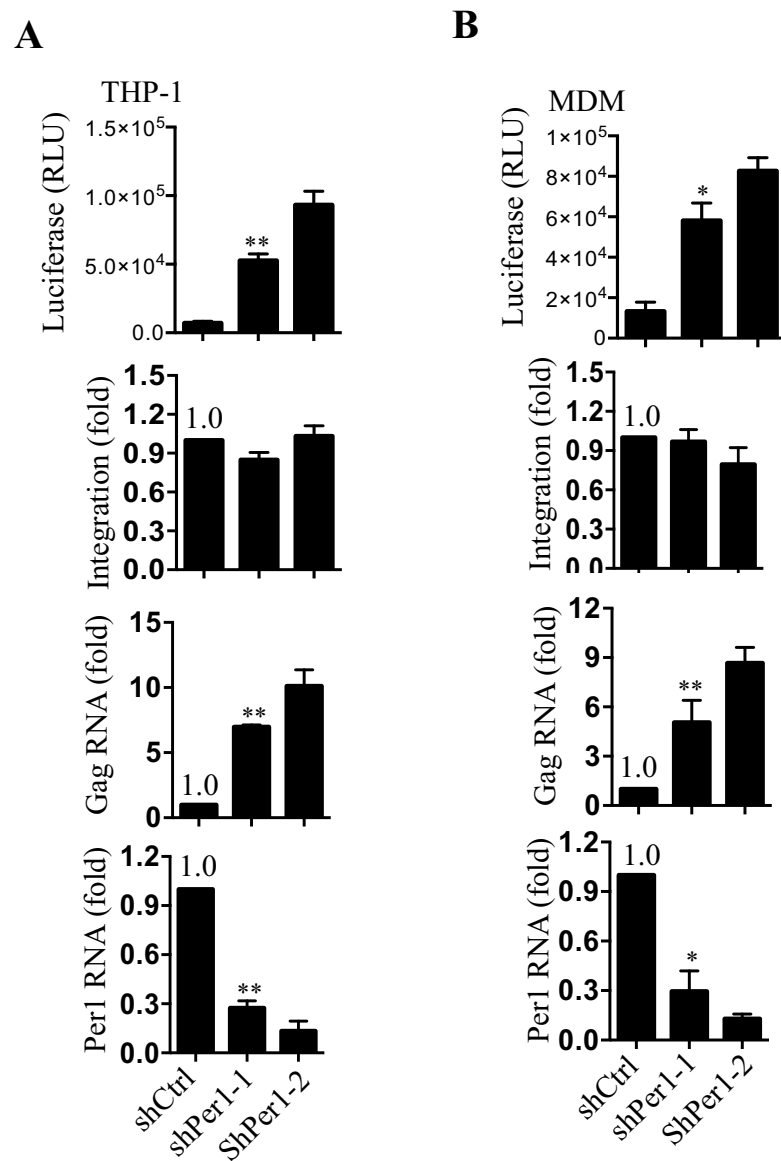 A
THP-1
Luciferase (RLU)
1.5×10⁵
1.0×10⁵
5.0×10⁴
0.0
**
Integration (fold)
1.5
1.2
0.9
0.6
0.3
0.0
1.0
Gag RNA (fold)
15
10
5
0
1.0
**
Per1 RNA (fold)
1.2
0.9
0.6
0.3
0.0
1.0
**
shCtrl
shPer1-1
ShPer1-2
B
MDM
Luciferase (RLU)
1×10⁵
8×10⁴
6×10⁴
4×10⁴
2×10⁴
0
*
Integration (fold)
1.5
1.2
0.9
0.6
0.3
0.0
1.0
Gag RNA (fold)
9
6
3
0
1.0
**
Per1 RNA (fold)
1.2
0.9
0.6
0.3
0.0
1.0
*
shCtrl
shPer1-1
ShPer1-2